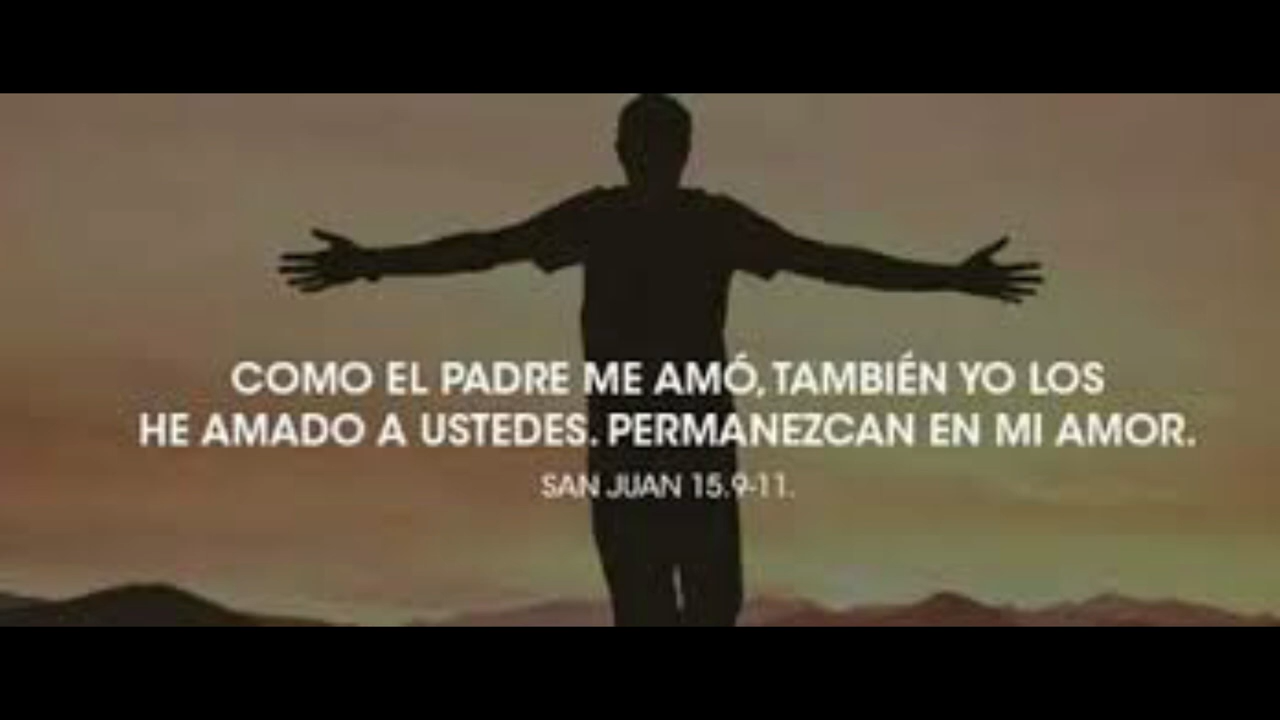 COMO EL PADRE ME AMÓ, TAMBIÉN YO LOS
HE AMADO A USTEDES. PERMANEZCAN EN MI AMOR.
SAN JUAN 15.9-11.